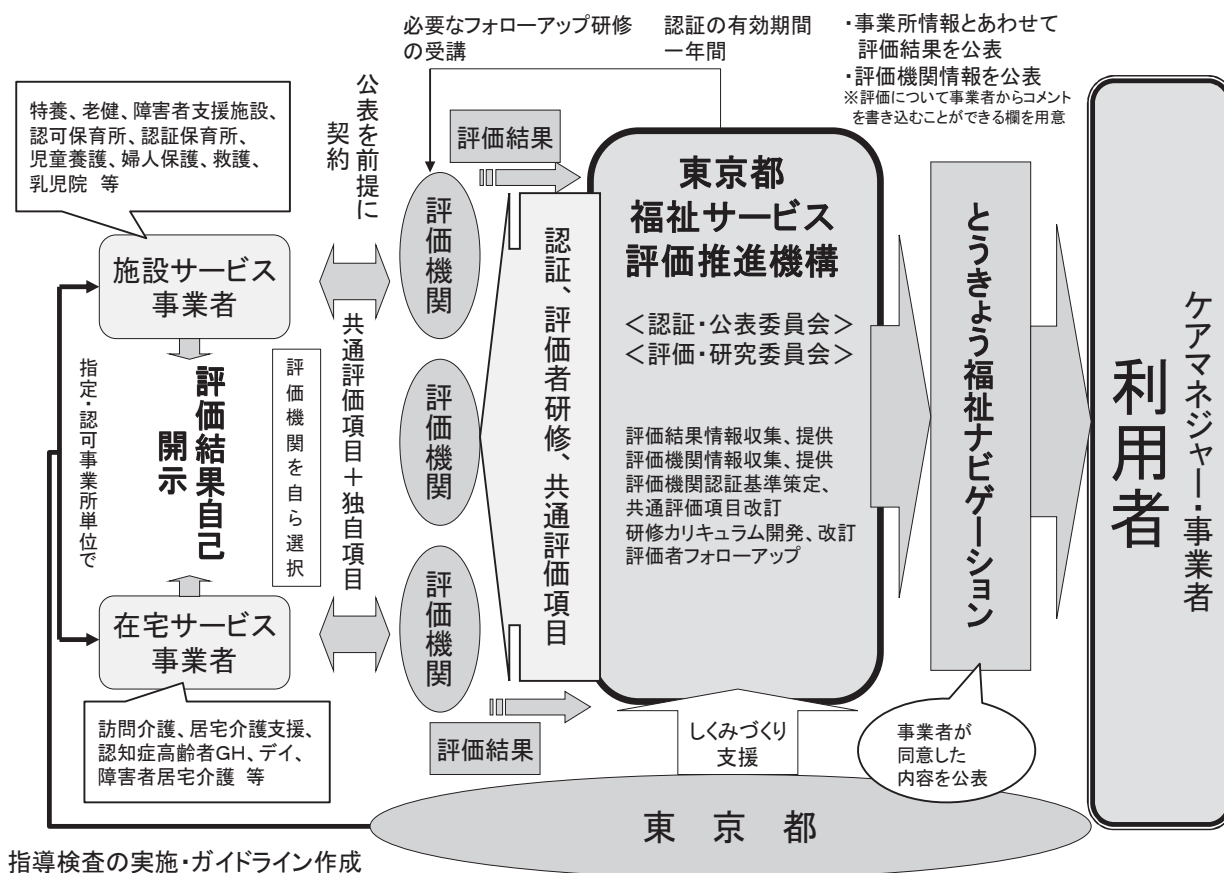 必要なフォローアップ研修
の受講
認証の有効期間
一年間
・事業所情報とあわせて
評価結果を公表
・評価機関情報を公表
※評価について事業者からコメント
を書き込むことができる欄を用意
特養、老健、障害者支援施設、
認可保育所、認証保育所、
児童養護、婦人保護、救護、
乳児院 等
公表を前提に
契約
評価結果
施設サービス
事業者
評価機関
評価機関
評価機関
認証、評価者研修、共通評価項目
東京都
福祉サービス
評価推進機構
<認証・公表委員会>
<評価・研究委員会>
評価結果情報収集、提供
評価機関情報収集、提供
評価機関認証基準策定、
共通評価項目改訂
研修カリキュラム開発、改訂
評価者フォローアップ
とうきょう福祉ナビゲーション
ケアマネジャー・事業者
利用者
指定・認可事業所単位で
評価結果自己
開示
評価機関を自ら選択
共通評価項目+独自項目
在宅サービス
事業者
訪問介護、居宅介護支援、
認知症高齢者GH、デイ、
障害者居宅介護 等
評価結果
しくみづくり
支援
事業者が
同意した
内容を公表
東 京 都
指導検査の実施・ガイドライン作成